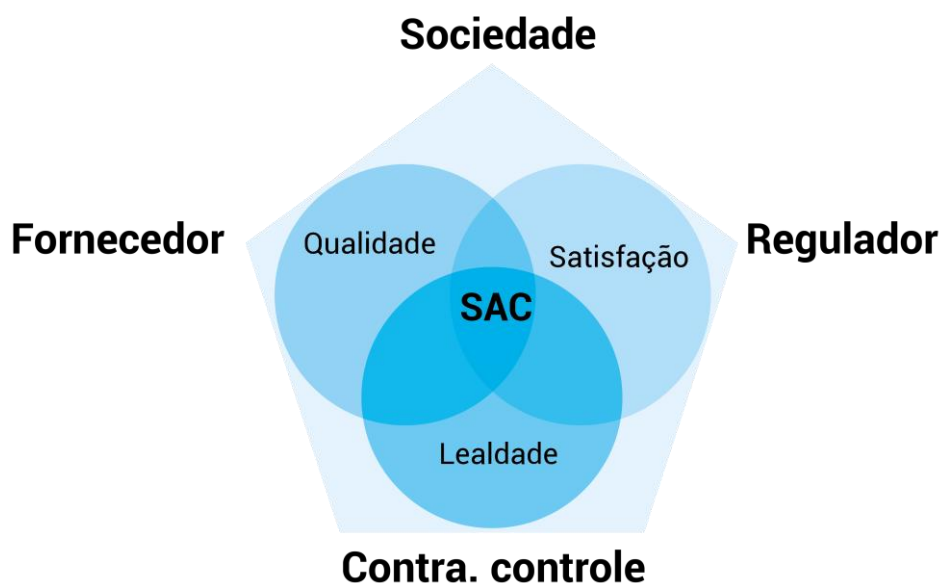 Sociedade
Fornecedor
Qualidade
Satisfação
Regulador
SAC
Lealdade
Contra. controle